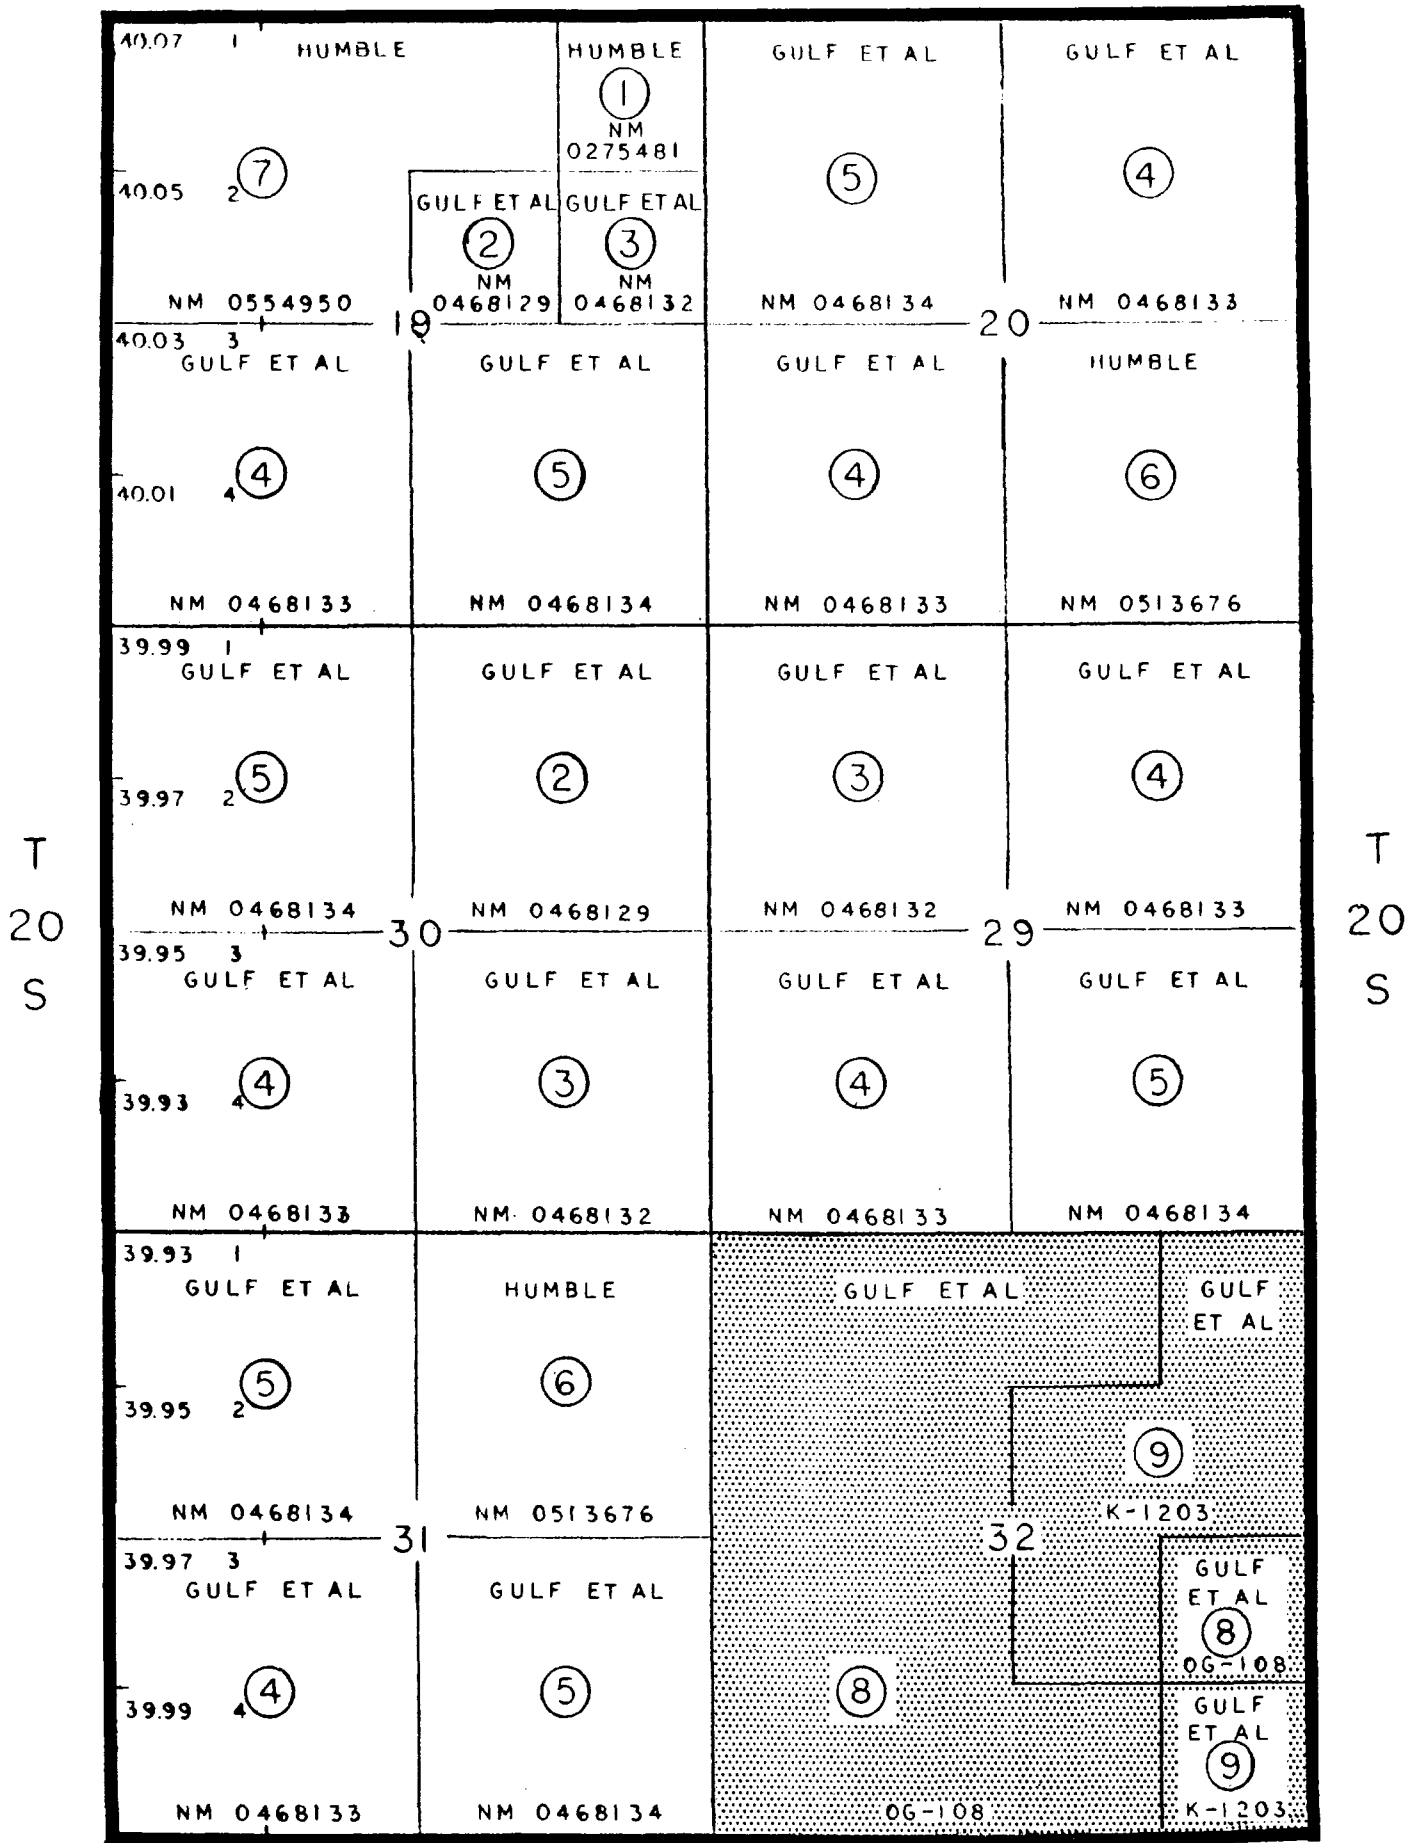 40.07 1 HUMBLE
HUMBLE
1
NM
0275481
GULF ET AL
GULF ET AL
40.05 2 7
GULF ET AL
2
NM
0468129
GULF ET AL
3
NM
0468132
5
4
NM 0554950
19
NM 0468134
20
NM 0468133
40.03 3
GULF ET AL
GULF ET AL
GULF ET AL
HUMBLE
40.01 4 4
5
4
6
NM 0468133
NM 0468134
NM 0468133
NM 0513676
39.99 1
GULF ET AL
GULF ET AL
GULF ET AL
GULF ET AL
39.97 2 5
2
3
4
T
20
S
T
20
S
NM 0468134
30
NM 0468129
NM 0468132
29
NM 0468133
39.95 3
GULF ET AL
GULF ET AL
GULF ET AL
GULF ET AL
39.93 4 4
3
4
5
NM 0468133
NM 0468132
NM 0468133
NM 0468134
39.93 1
GULF ET AL
HUMBLE
GULF ET AL
GULF
ET AL
39.95 2 5
6
9
NM 0468134
31
NM 0513676
32
K-1203
39.97 3
GULF ET AL
GULF ET AL
GULF
ET AL
8
OG-108
39.99 4 4
5
8
GULF
ET AL
9
NM 0468133
NM 0468134
OG-108
K-1203